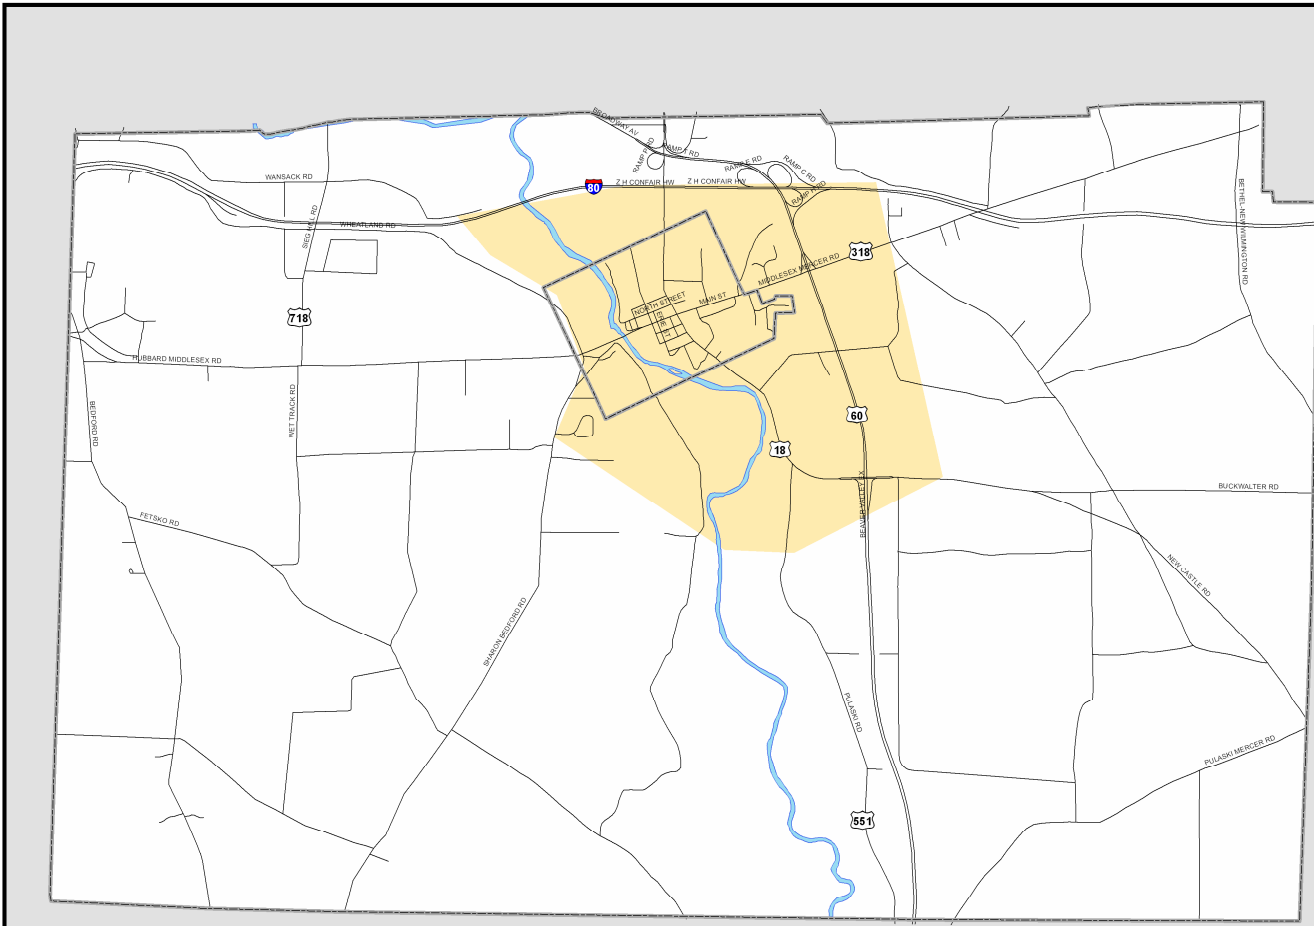 BROADWAY AV
RAMP P RD
RAMP F RD
RAMP E RD
RAMP C RD
RAMP H RD
WANSACK RD
80
Z H CONFAIR HW
Z H CONFAIR HW
BETHEL-NEW WILMINGTON RD
SIEG HILL RD
WHEATLAND RD
318
MIDDLESEX MERCER RD
NORTH STREET
MAIN ST
ERIE ST
718
HUBBARD MIDDLESEX RD
BEDFORD RD
WET TRACK RD
60
18
BEAVER VALLEY EX
BUCKWALTER RD
FETSKO RD
NEW CASTLE RD
SHARON BEDFORD RD
PULASKI RD
PULASKI MERCER RD
551